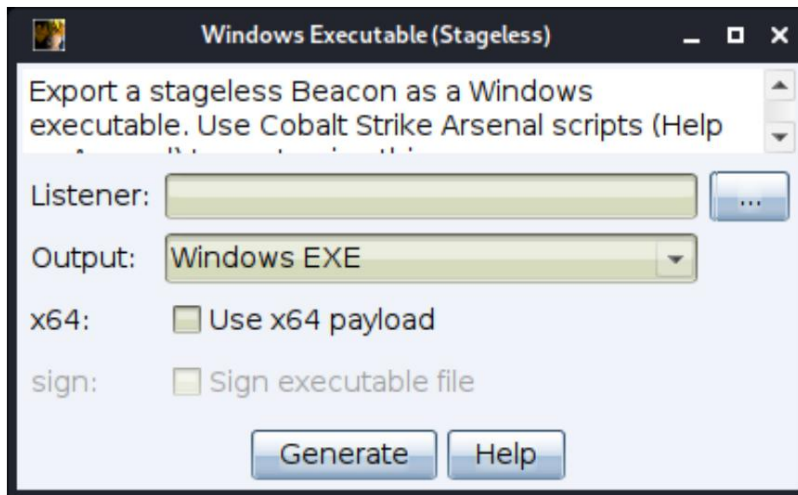 Windows Executable (Stageless)
Export a stageless Beacon as a Windows
executable. Use Cobalt Strike Arsenal scripts (Help
Listener:
...
Output: Windows EXE
x64: Use x64 payload
sign: Sign executable file
Generate Help